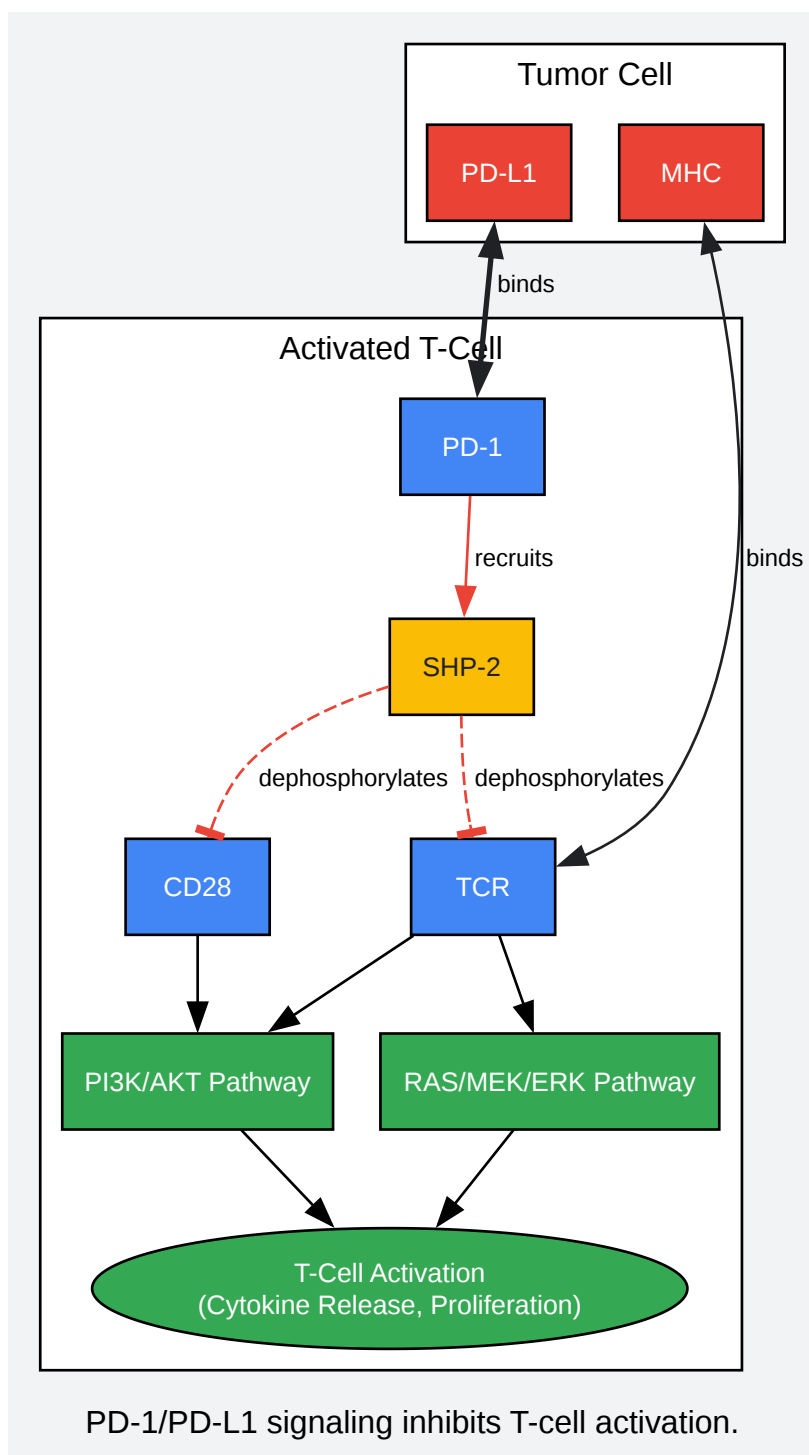 Tumor Cell
PD-L1
MHC
binds
Activated T-Cell
PD-1
recruits
binds
SHP-2
dephosphorylates
dephosphorylates
CD28
TCR
PI3K/AKT Pathway
RAS/MEK/ERK Pathway
T-Cell Activation
(Cytokine Release, Proliferation)
PD-1/PD-L1 signaling inhibits T-cell activation.